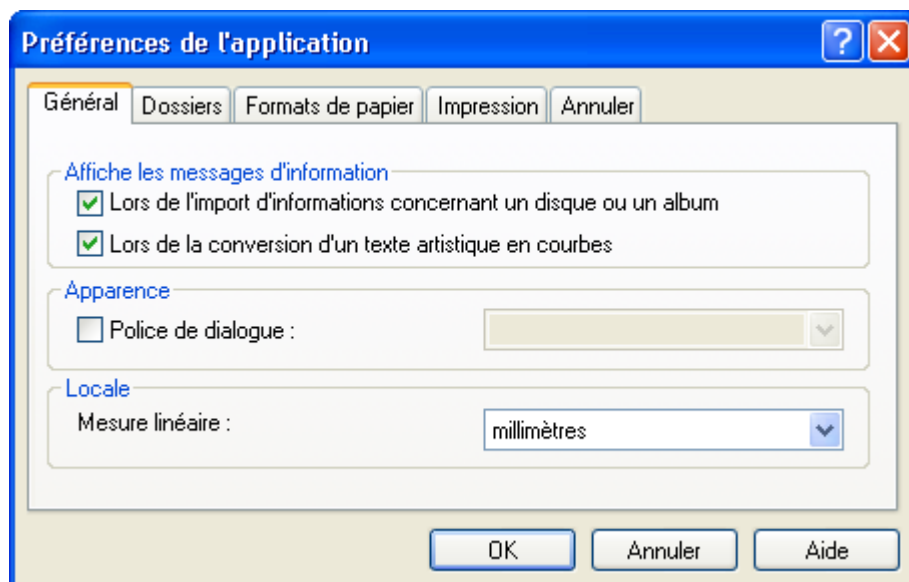 Préférences de l'application
Général Dossiers Formats de papier Impression Annuler
Affiche les messages d'information
Lors de l'import d'informations concernant un disque ou un album
Lors de la conversion d'un texte artistique en courbes
Apparence
Police de dialogue :
Locale
Mesure linéaire : millimètres
OK Annuler Aide